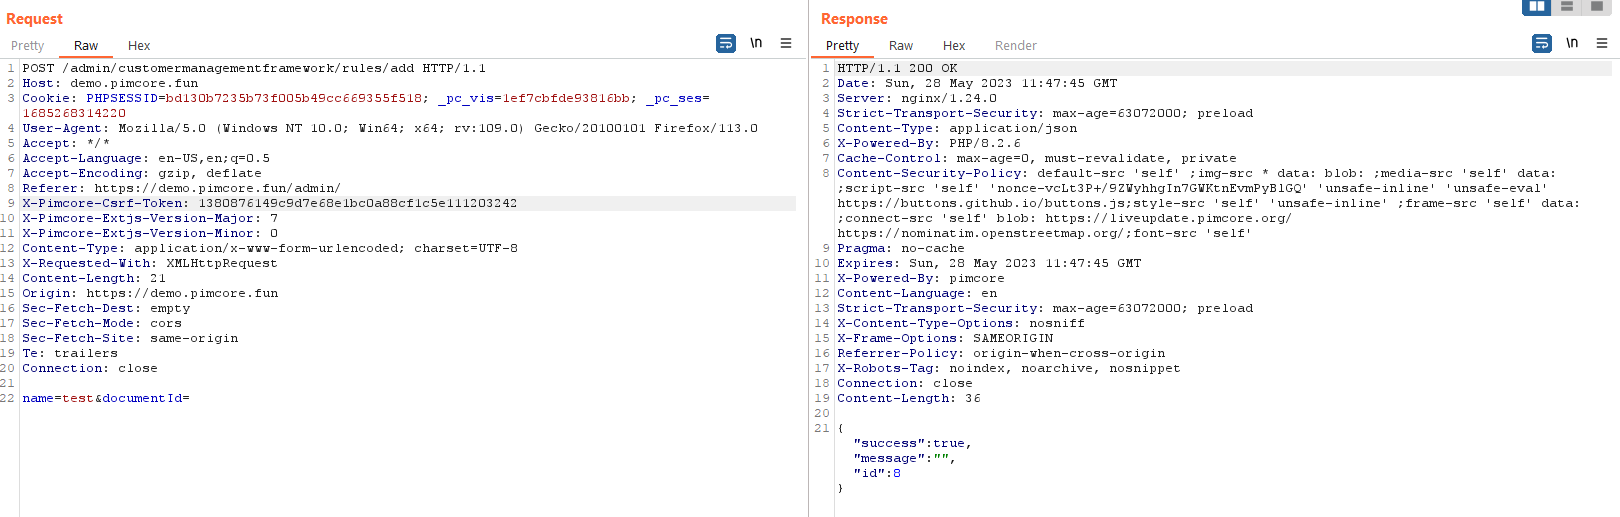 Request
Pretty Raw Hex
\n
1 POST /admin/customermanagementframework/rules/add HTTP/1.1
2 Host: demo.pimcore.fun
3 Cookie: PHPSESSID=bd130b7235b73f005b49cc669355f518; _pc_vis=1ef7cbfde93816bb; _pc_ses=
1685268314220
4 User-Agent: Mozilla/5.0 (Windows NT 10.0; Win64; x64; rv:109.0) Gecko/20100101 Firefox/113.0
5 Accept: */*
6 Accept-Language: en-US,en;q=0.5
7 Accept-Encoding: gzip, deflate
8 Referer: https://demo.pimcore.fun/admin/
9 X-Pimcore-Csrf-Token: 1380876149c9d7e68e1bc0a88cf1c5e111203242
10 X-Pimcore-Extjs-Version-Major: 7
11 X-Pimcore-Extjs-Version-Minor: 0
12 Content-Type: application/x-www-form-urlencoded; charset=UTF-8
13 X-Requested-With: XMLHttpRequest
14 Content-Length: 21
15 Origin: https://demo.pimcore.fun
16 Sec-Fetch-Dest: empty
17 Sec-Fetch-Mode: cors
18 Sec-Fetch-Site: same-origin
19 Te: trailers
20 Connection: close
21
22 name=test&documentId=
Response
Pretty Raw Hex Render
\n
1 HTTP/1.1 200 OK
2 Date: Sun, 28 May 2023 11:47:45 GMT
3 Server: nginx/1.24.0
4 Strict-Transport-Security: max-age=63072000; preload
5 Content-Type: application/json
6 X-Powered-By: PHP/8.2.6
7 Cache-Control: max-age=0, must-revalidate, private
8 Content-Security-Policy: default-src 'self' ;img-src * data: blob: ;media-src 'self' data:
;script-src 'self' 'nonce-vcLt3P+/9ZWyhhgIn7GWKtnEvmPyBlGQ' 'unsafe-inline' 'unsafe-eval'
https://buttons.github.io/buttons.js;style-src 'self' 'unsafe-inline' ;frame-src 'self' data:
;connect-src 'self' blob: https://liveupdate.pimcore.org/
https://nominatim.openstreetmap.org/;font-src 'self'
9 Pragma: no-cache
10 Expires: Sun, 28 May 2023 11:47:45 GMT
11 X-Powered-By: pimcore
12 Content-Language: en
13 Strict-Transport-Security: max-age=63072000; preload
14 X-Content-Type-Options: nosniff
15 X-Frame-Options: SAMEORIGIN
16 Referrer-Policy: origin-when-cross-origin
17 X-Robots-Tag: noindex, noarchive, nosnippet
18 Connection: close
19 Content-Length: 36
20
21 {
"success":true,
"message":"",
"id":8
}